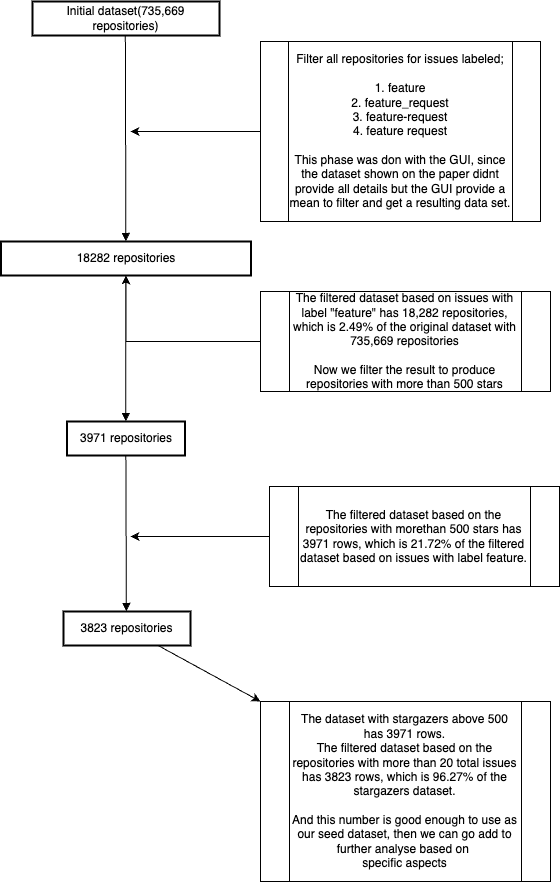 Initial dataset(735,669
repositories)
Filter all repositories for issues labeled;
1. feature
2. feature_request
3. feature-request
4. feature request
This phase was don with the GUI, since
the dataset shown on the paper didnt
provide all details but the GUI provide a
mean to filter and get a resulting data set.
18282 repositories
The filtered dataset based on issues with
label "feature" has 18,282 repositories,
which is 2.49% of the original dataset with
735,669 repositories
Now we filter the result to produce
repositories with more than 500 stars
3971 repositories
The filtered dataset based on the
repositories with morethan 500 stars has
3971 rows, which is 21.72% of the filtered
dataset based on issues with label feature.
3823 repositories
The dataset with stargazers above 500
has 3971 rows.
The filtered dataset based on the
repositories with more than 20 total issues
has 3823 rows, which is 96.27% of the
stargazers dataset.
And this number is good enough to use as
our seed dataset, then we can go add to
further analyse based on
specific aspects